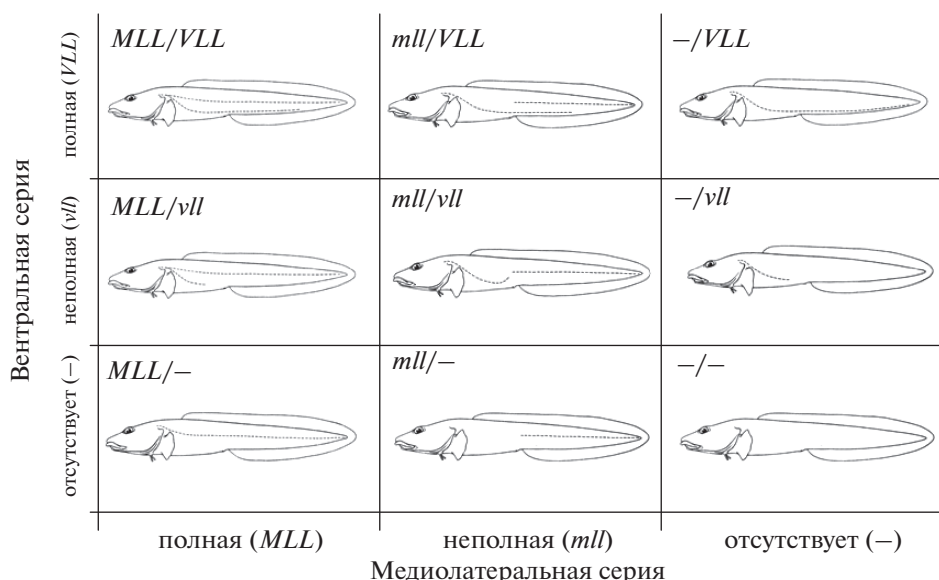 Вентральная серия
полная (VLL)
MLL/VLL
mll/VLL
–/VLL
неполная (vll)
MLL/vll
mll/vll
–/vll
отсутствует (–)
MLL/–
mll/–
–/–
полная (MLL)
неполная (mll)
отсутствует (–)
Медиолатеральная серия